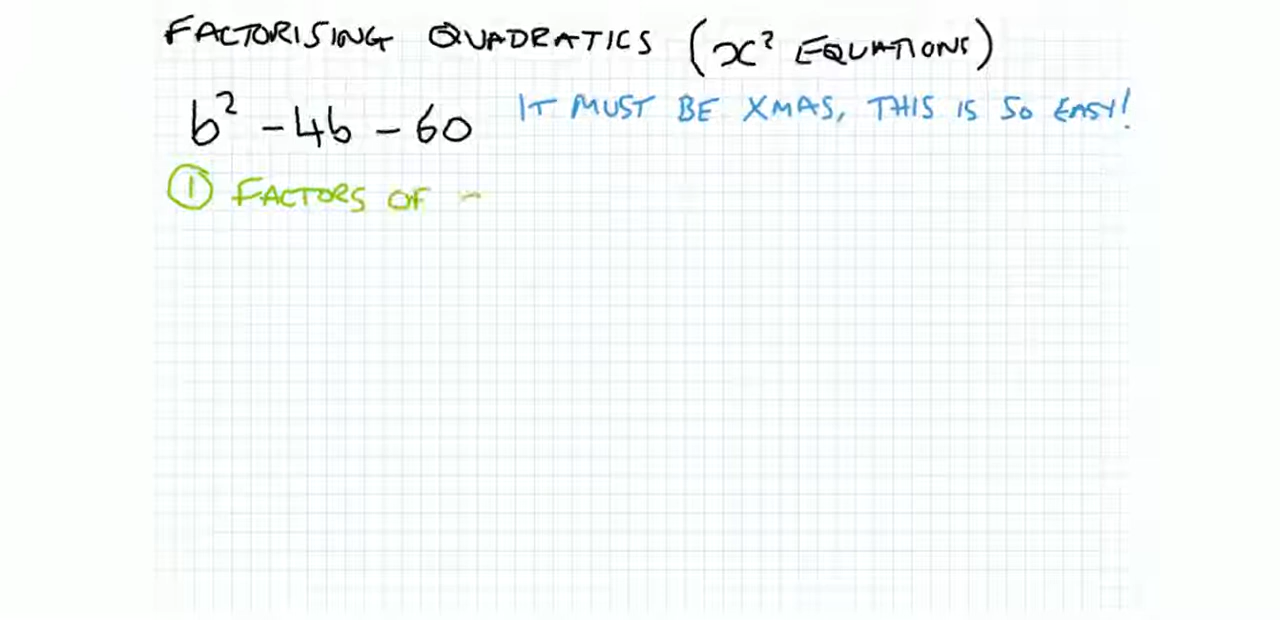 FACTORISING QUADRATICS (x² EQUATIONS)
b² - 4b - 60 IT MUST BE XMAS, THIS IS SO EASY!
① FACTORS OF -